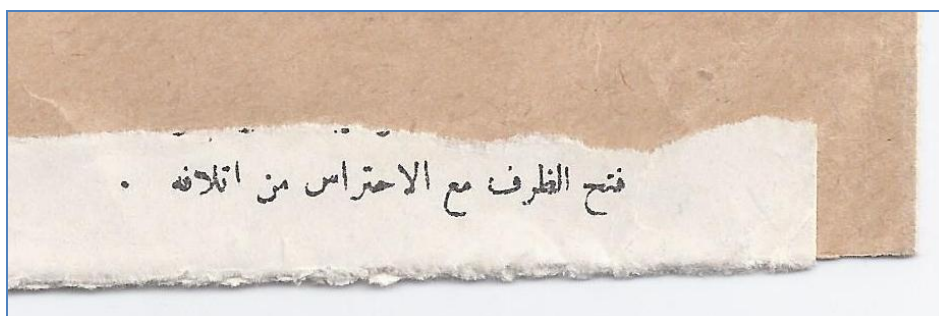 فتح الظرف مع الاحتراس من اتلافه .